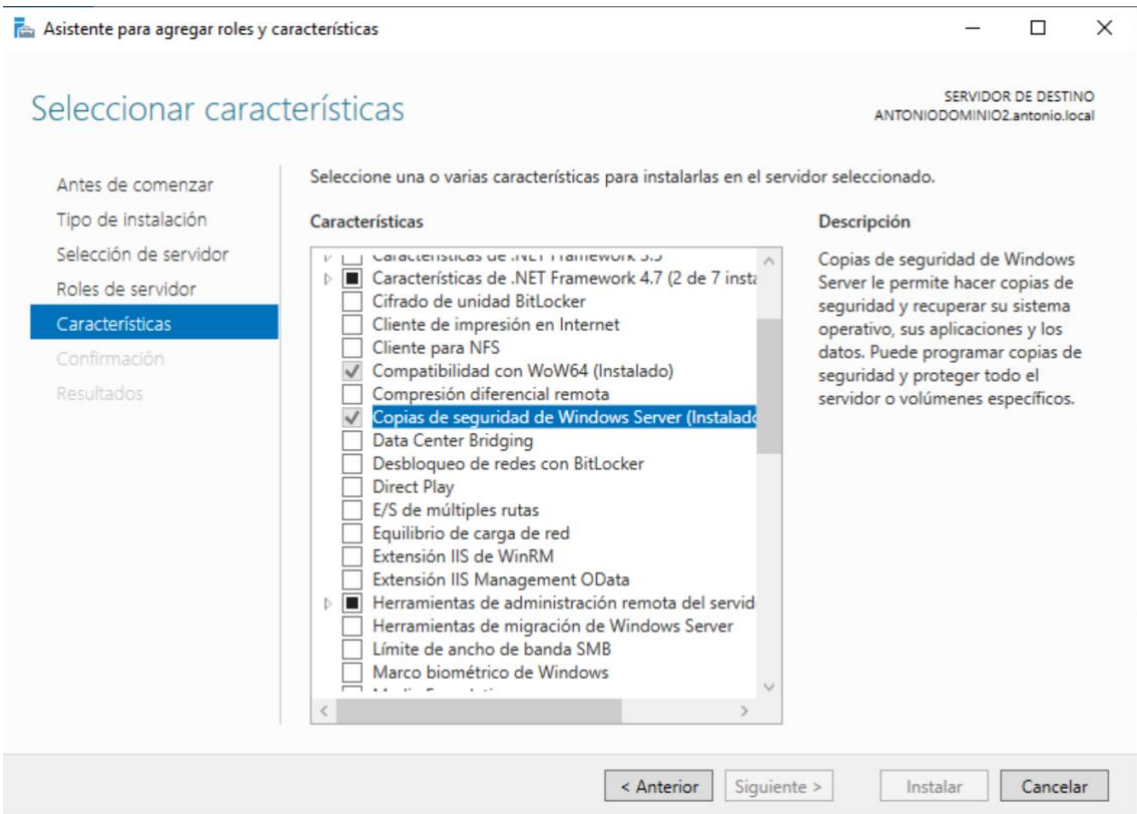 Asistente para agregar roles y características
Seleccionar características
SERVIDOR DE DESTINO
ANTONIODOMINIO2.antonio.local
Antes de comenzar
Tipo de instalación
Selección de servidor
Roles de servidor
Características
Confirmación
Resultados
Seleccione una o varias características para instalarlas en el servidor seleccionado.
Características
Características de .NET Framework 3.5
Características de .NET Framework 4.7 (2 de 7 insta
Cifrado de unidad BitLocker
Cliente de impresión en Internet
Cliente para NFS
Compatibilidad con WoW64 (Instalado)
Compresión diferencial remota
Copias de seguridad de Windows Server (Instalado
Data Center Bridging
Desbloqueo de redes con BitLocker
Direct Play
E/S de múltiples rutas
Equilibrio de carga de red
Extensión IIS de WinRM
Extensión IIS Management OData
Herramientas de administración remota del servid
Herramientas de migración de Windows Server
Límite de ancho de banda SMB
Marco biométrico de Windows
Descripción
Copias de seguridad de Windows
Server le permite hacer copias de
seguridad y recuperar su sistema
operativo, sus aplicaciones y los
datos. Puede programar copias de
seguridad y proteger todo el
servidor o volúmenes específicos.
< Anterior
Siguiente >
Instalar
Cancelar